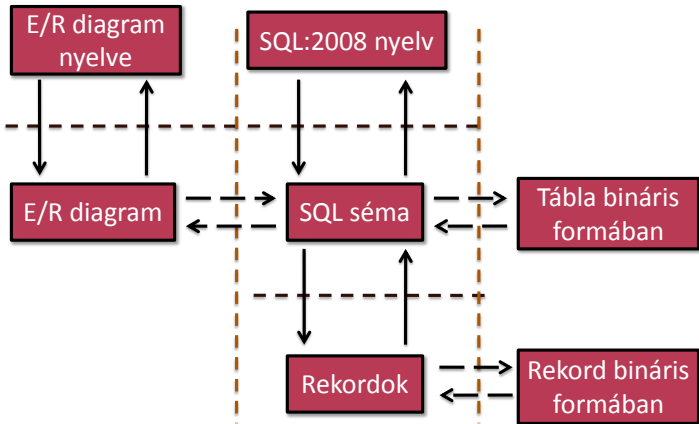 E/R diagram
nyelve
SQL:2008 nyelv
E/R diagram
SQL séma
Tábla bináris
formában
Rekordok
Rekord bináris
formában